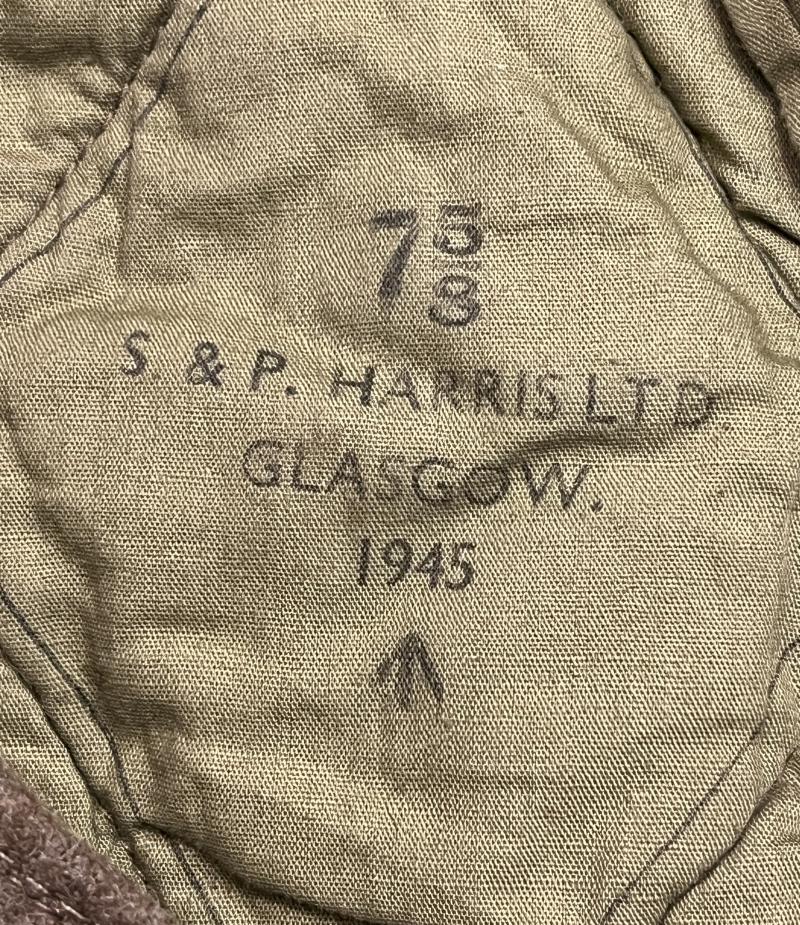 7 5/8
S. & P. HARRIS LTD.
GLASGOW.
1945